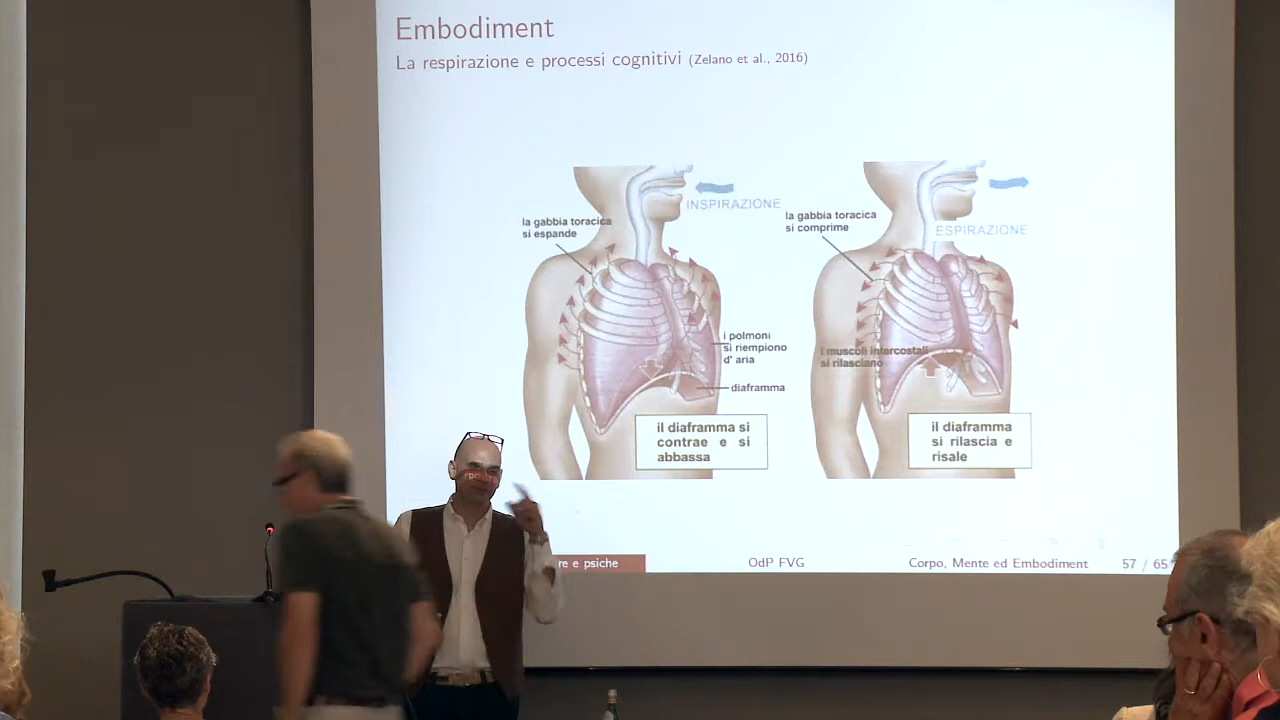 Embodiment
La respirazione e processi cognitivi (Zelano et al., 2016)
INSPIRAZIONE
la gabbia toracica
si espande
i polmoni
si riempiono
d' aria
diaframma
il diaframma si
contrae e si
abbassa
la gabbia toracica
si comprime
ESPIRAZIONE
i muscoli intercostali
si rilasciano
il diaframma
si rilascia e
risale
re e psiche
OdP FVG
Corpo, Mente ed Embodiment
57 / 65